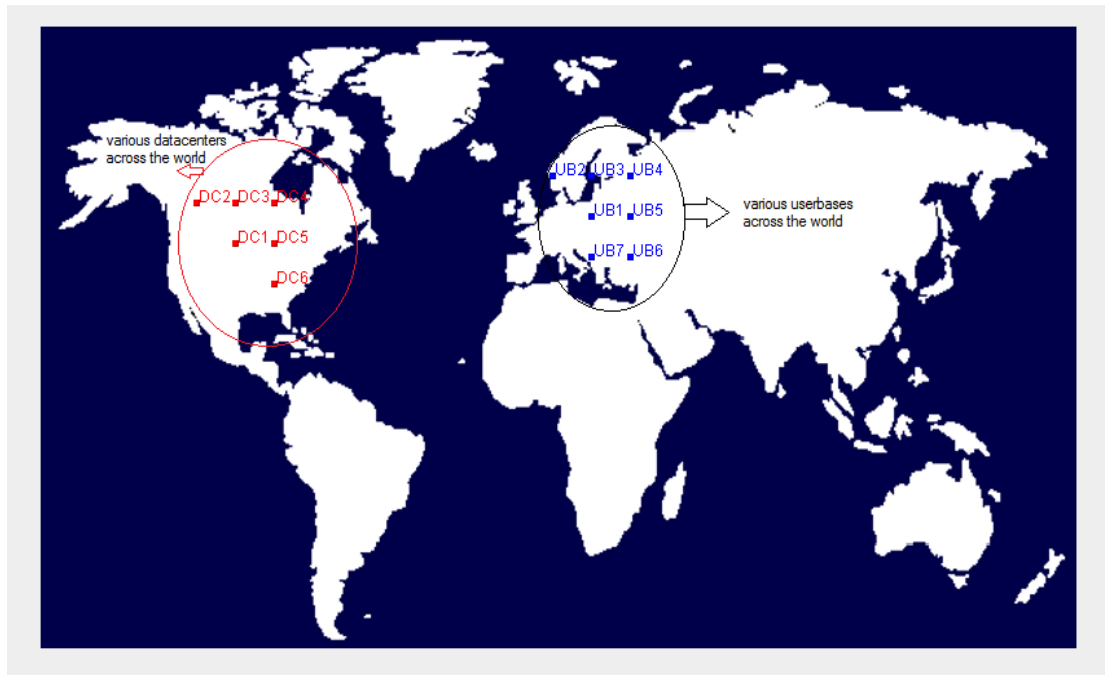 various datacenters
across the world
DC2 DC3 DC4
DC1 DC5
DC6
UB2 UB3 UB4
UB1 UB5
UB7 UB6
various userbases
across the world